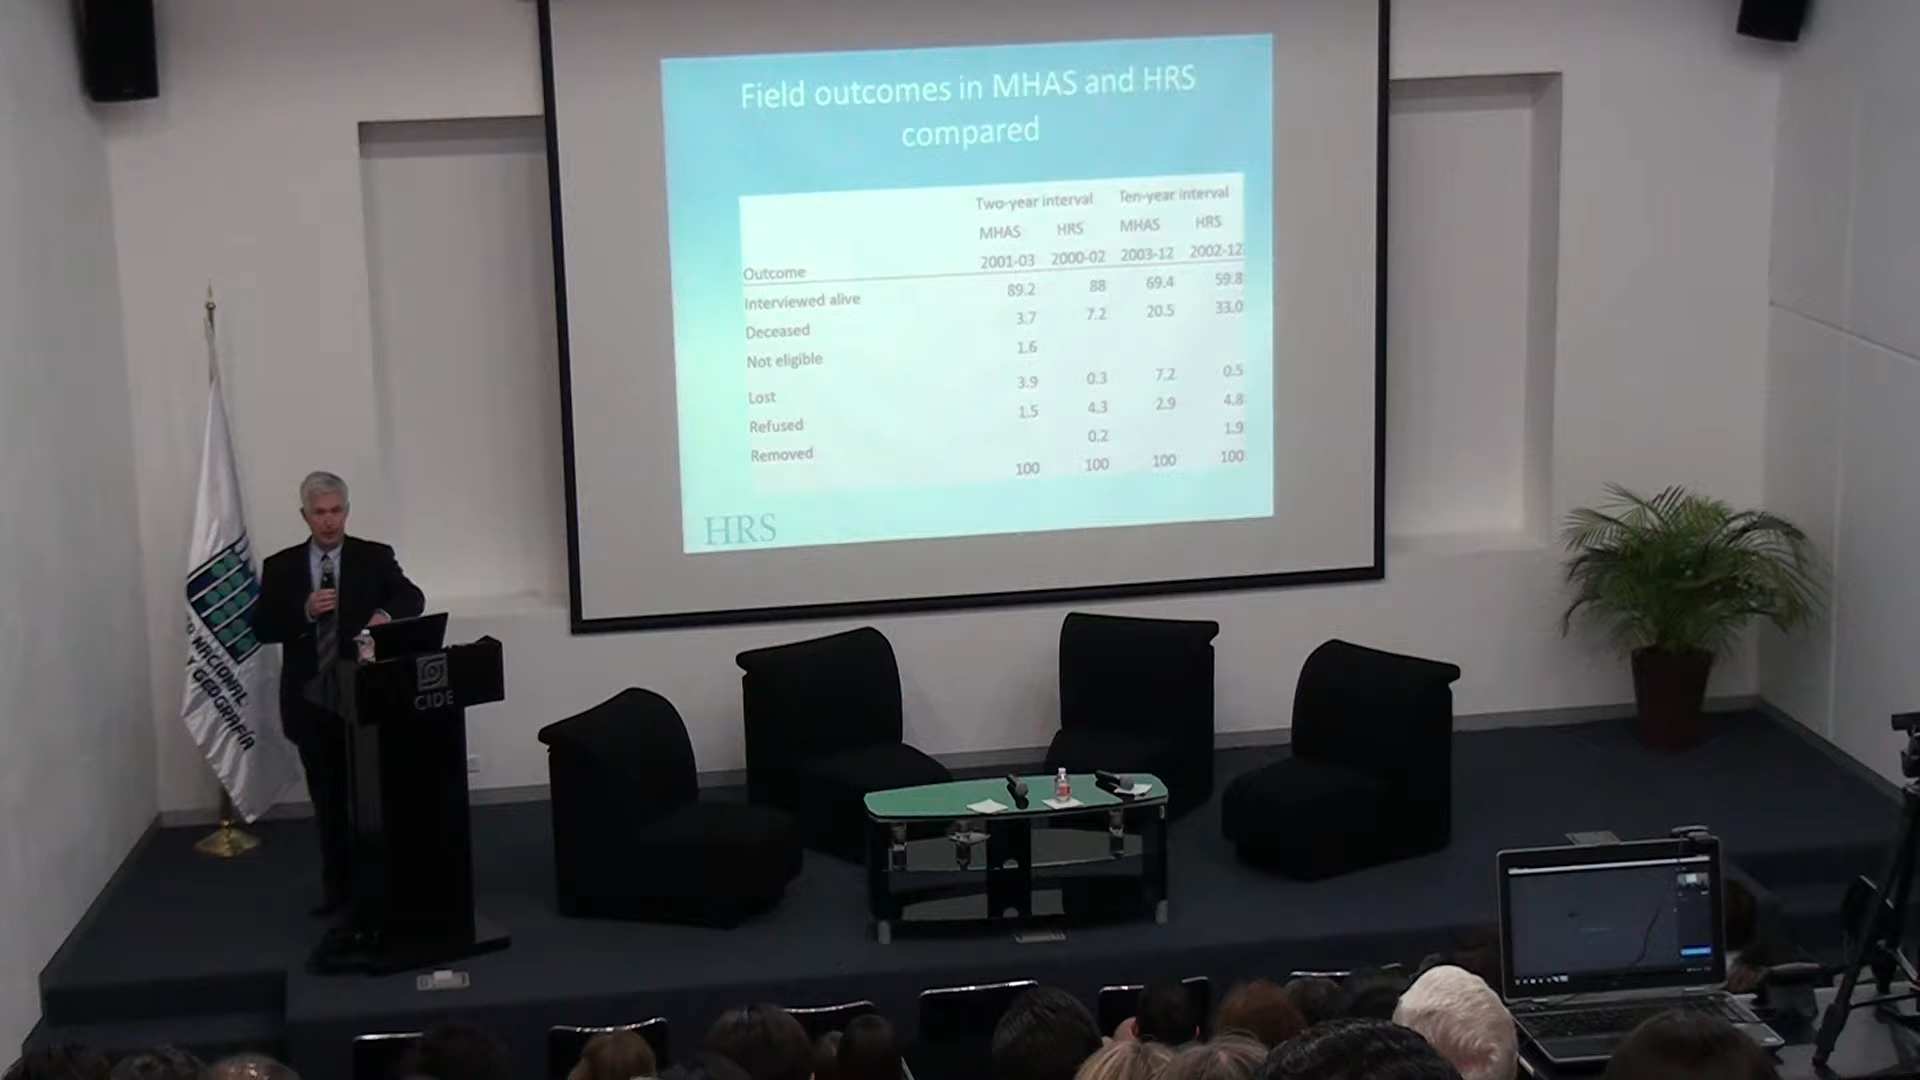 Field outcomes in MHAS and HRS
compared
Two-year interval Ten-year interval
MHAS HRS MHAS HRS
Outcome 2001-03 2000-02 2003-12 2002-12
Interviewed alive 89.2 88 69.4 59.8
Deceased 3.7 7.2 20.5 33.0
Not eligible 1.6
Lost 3.9 0.3 7.2 0.5
Refused 1.5 4.3 2.9 4.8
Removed 0.2 1.9
100 100 100 100
HRS
CIDE
NACIONAL
Y GEOGRAFÍA